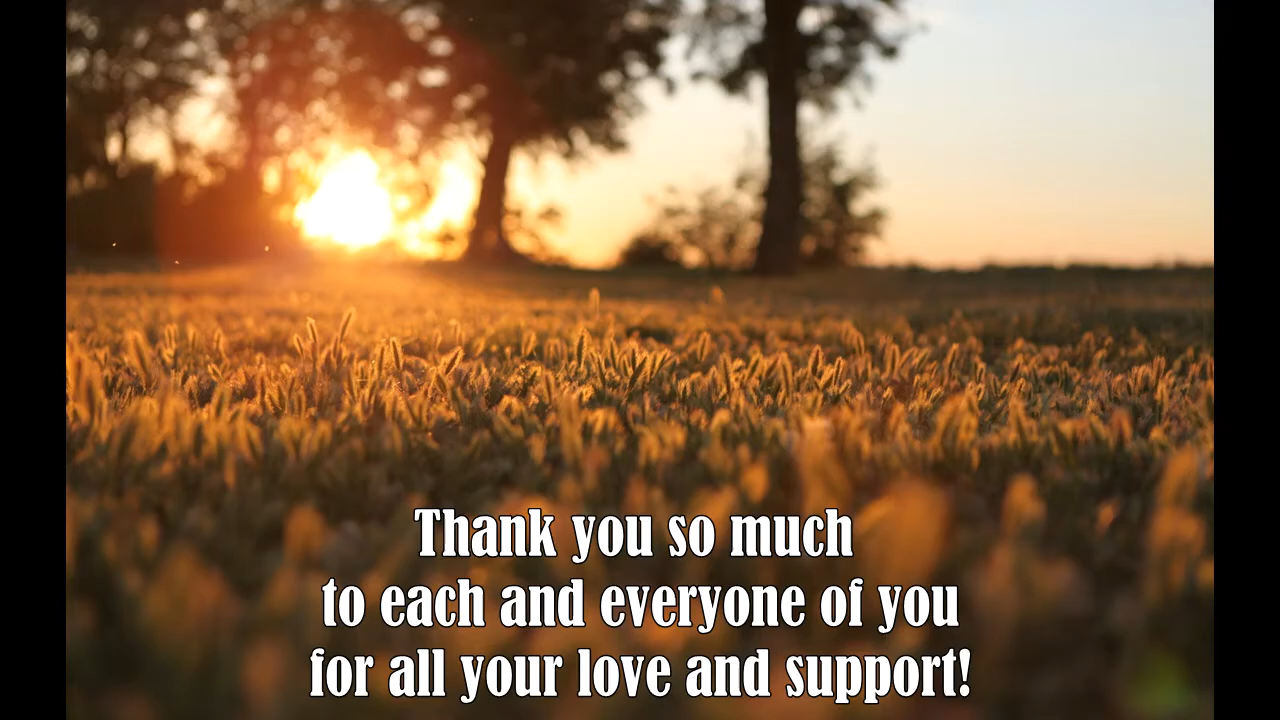 Thank you so much
to each and everyone of you
for all your love and support!